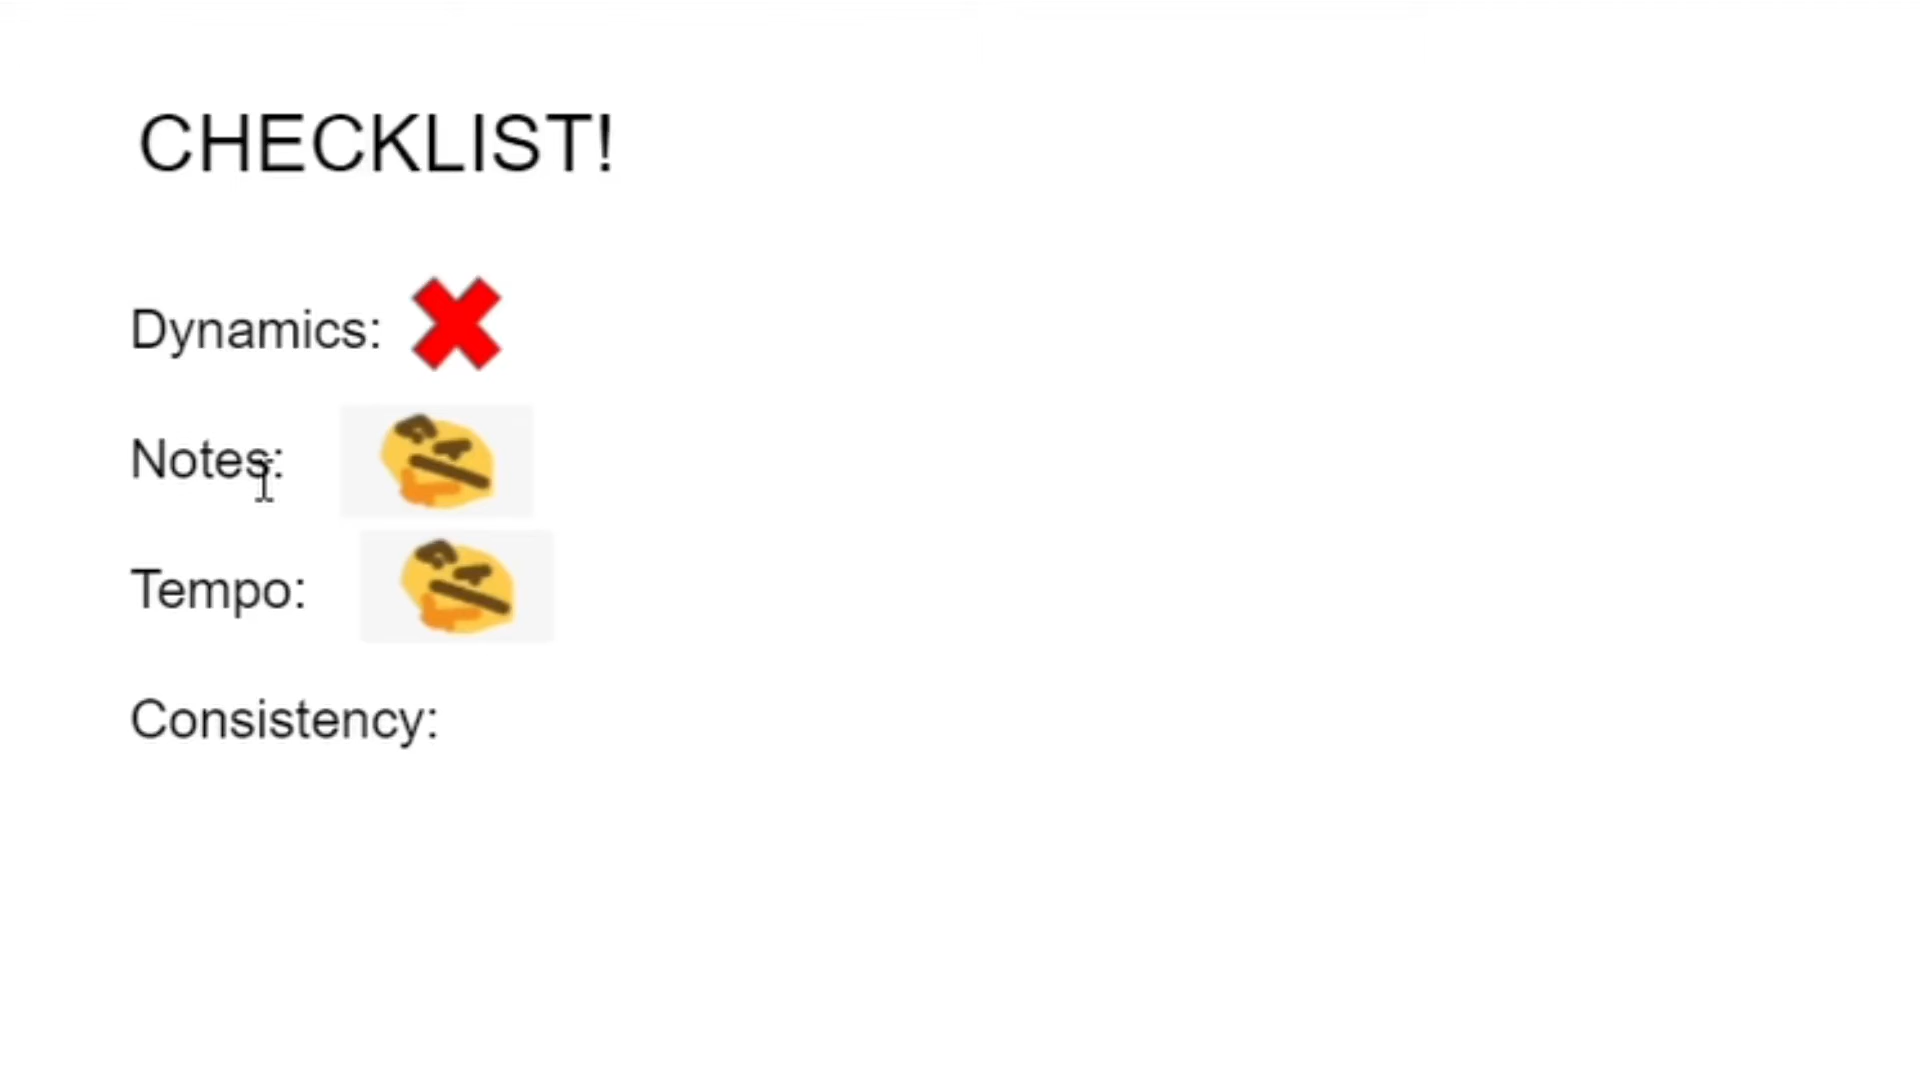 CHECKLIST!
Dynamics:
Notes:
Tempo:
Consistency: